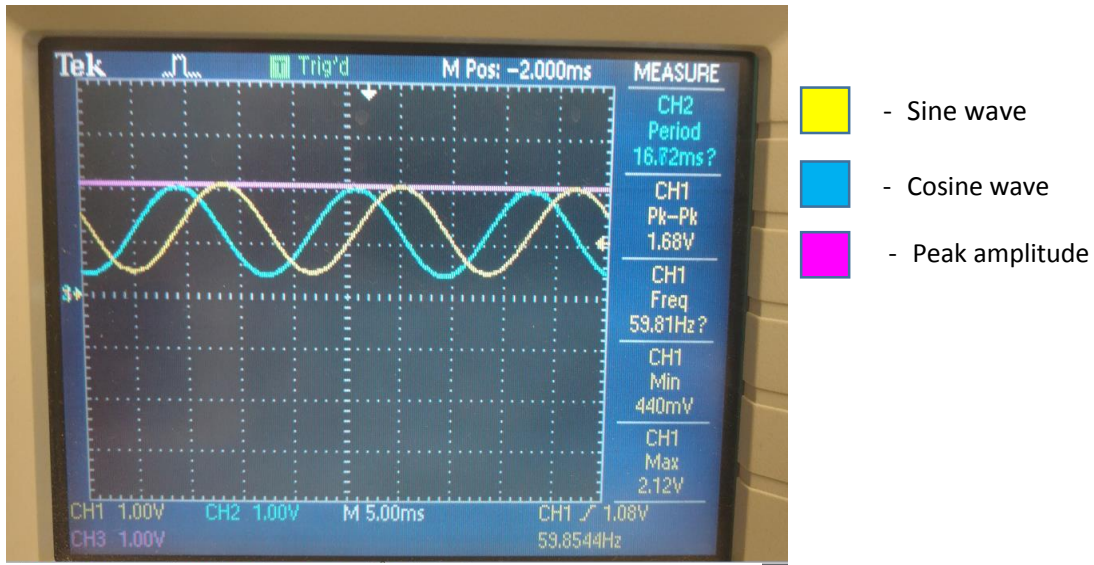 Tek Trig'd M Pos: -2.000ms MEASURE
CH2
Period
16.72ms?
CH1
Pk-Pk
1.68V
CH1
Freq
59.81Hz?
CH1
Min
440mV
CH1
Max
2.12V
CH1 1.00V CH2 1.00V M 5.00ms CH1 1.08V
CH3 1.00V 59.8544Hz
- Sine wave
- Cosine wave
- Peak amplitude